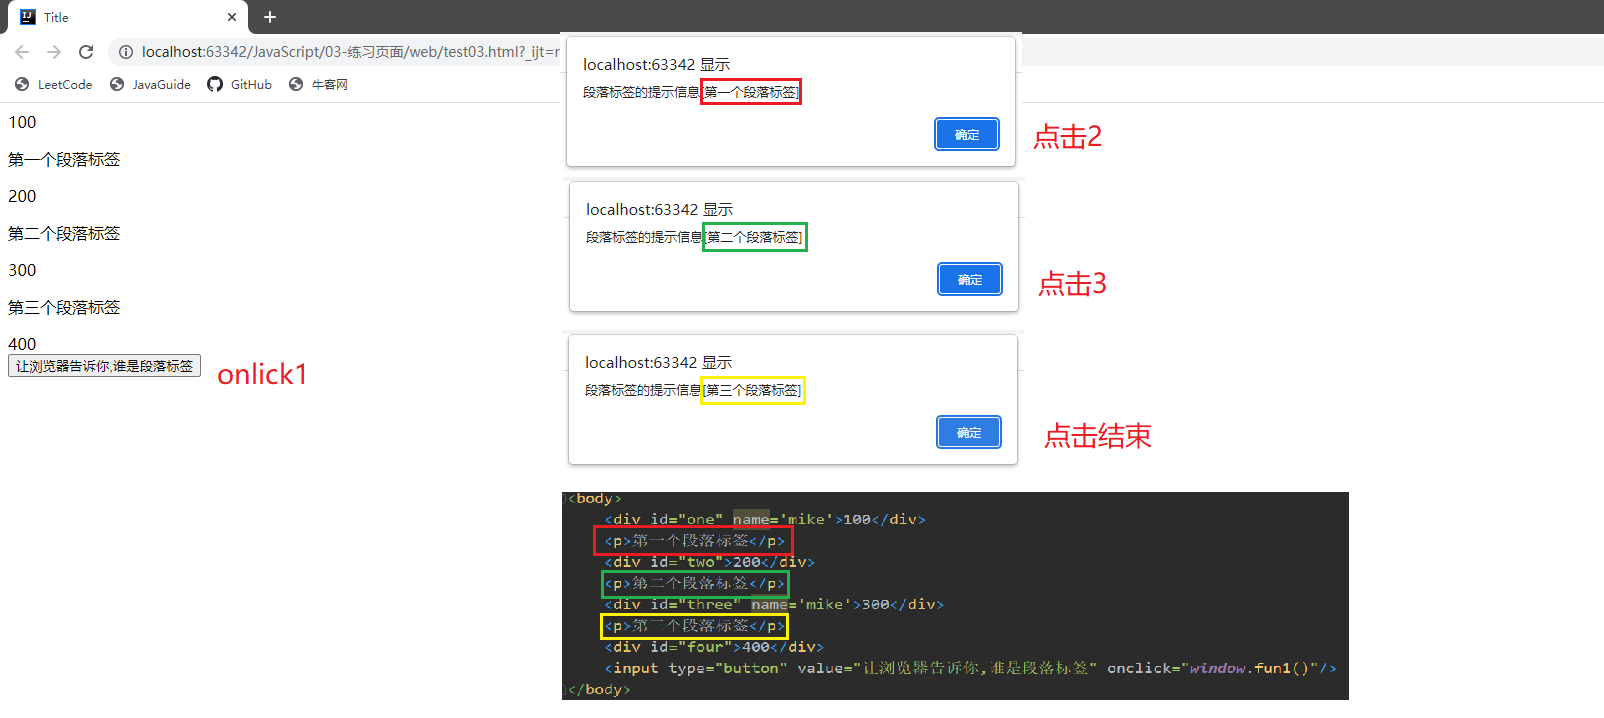 Title
localhost:63342/JavaScript/03-练习页面/web/test03.html?_ijt=r
LeetCode JavaGuide GitHub 牛客网
100
第一个段落标签
200
第二个段落标签
300
第三个段落标签
400
让浏览器告诉你,谁是段落标签
onlick1
localhost:63342 显示
段落标签的提示信息[第一个段落标签]
确定
点击2
localhost:63342 显示
段落标签的提示信息[第二个段落标签]
确定
点击3
localhost:63342 显示
段落标签的提示信息[第三个段落标签]
确定
点击结束
<body>
<div id="one" name='mike'>100</div>
<p>第一个段落标签</p>
<div id="two">200</div>
<p>第二个段落标签</p>
<div id="three" name='mike'>300</div>
<p>第三个段落标签</p>
<div id="four">400</div>
<input type="button" value="让浏览器告诉你,谁是段落标签" onclick="window.fun1()"/>
</body>